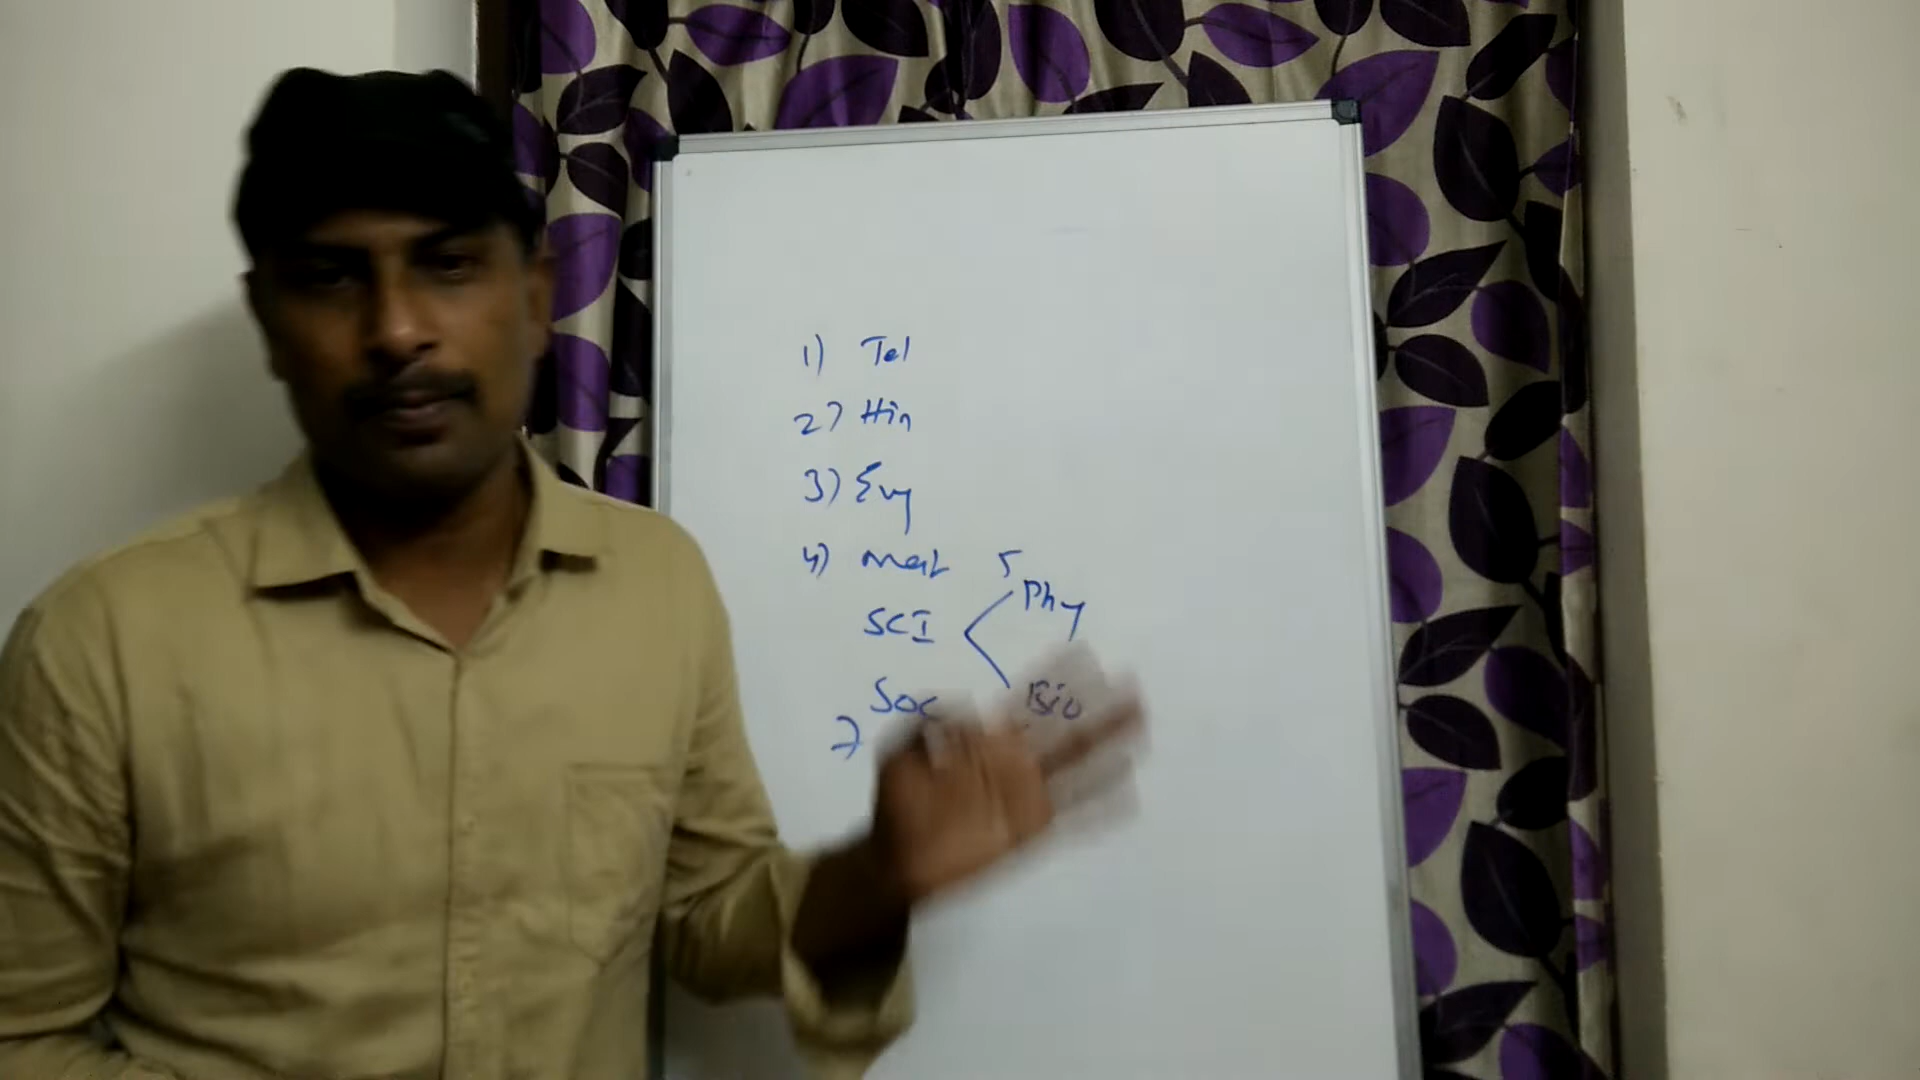 1) Tel
2) Hin
3) Eng
4) Mat 5
SCI < Phy
Bio
Soc
7